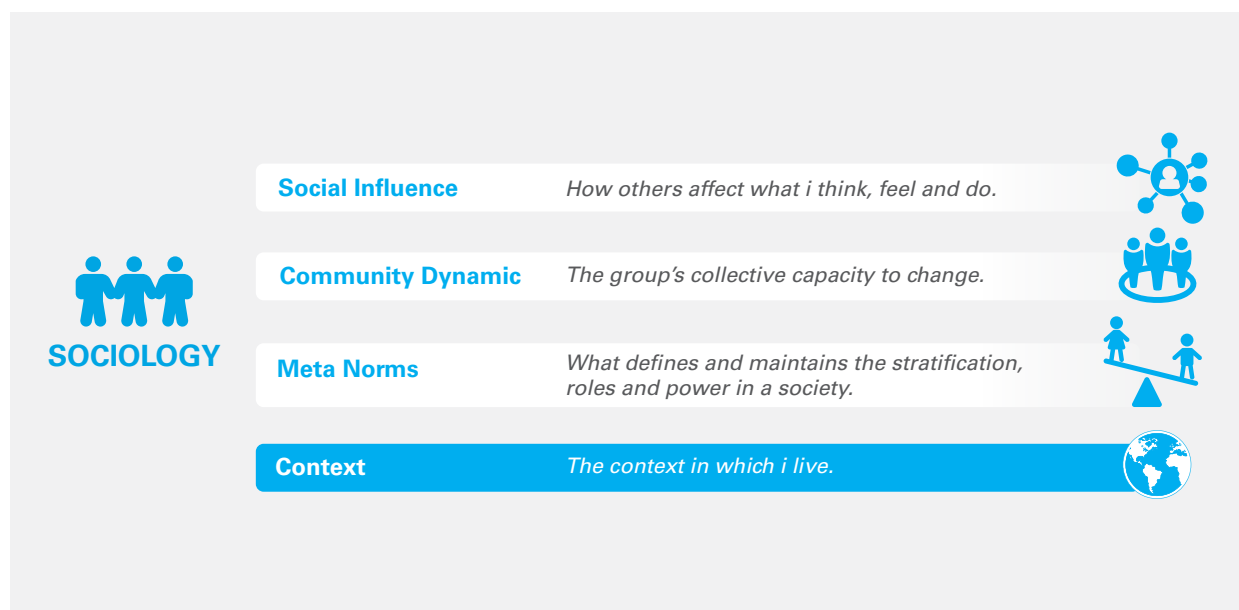 Social Influence
How others affect what i think, feel and do.
Community Dynamic
The group's collective capacity to change.
SOCIOLOGY
Meta Norms
What defines and maintains the stratification,
roles and power in a society.
Context
The context in which i live.